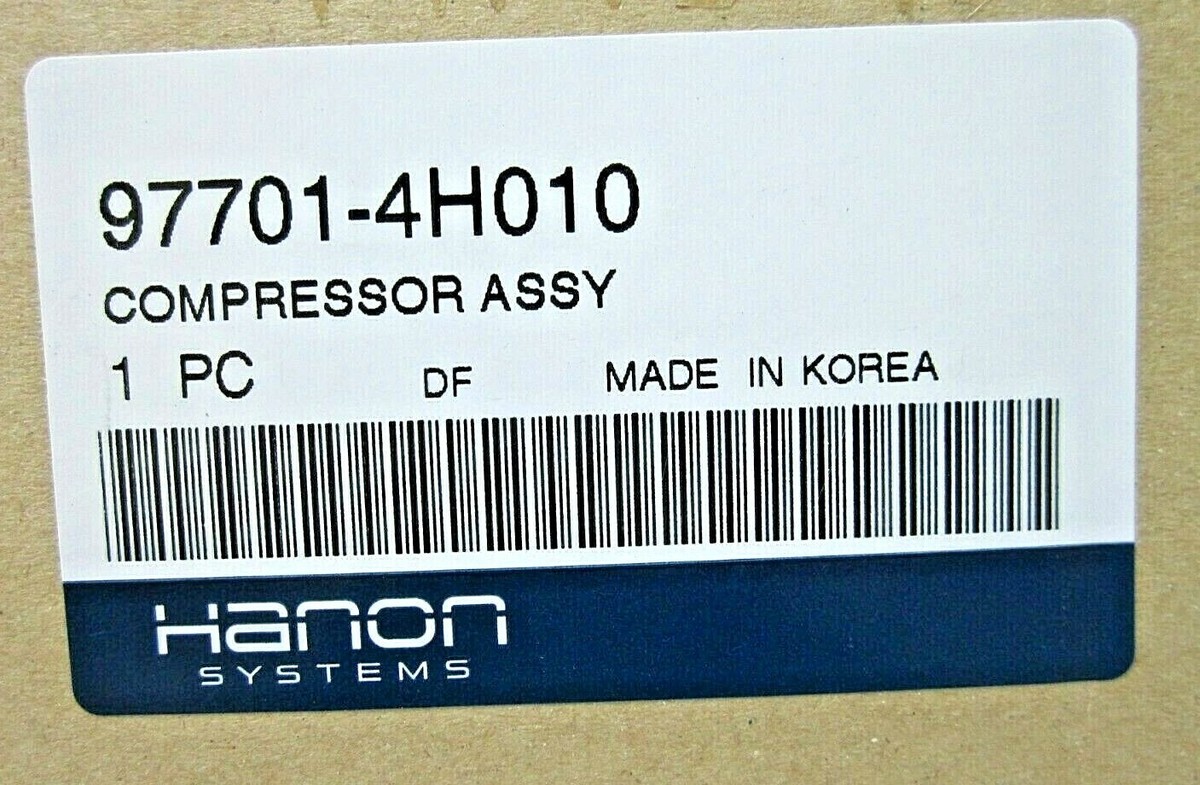 97701-4H010
COMPRESSOR ASSY
1 PC DF MADE IN KOREA
Hanon
SYSTEMS